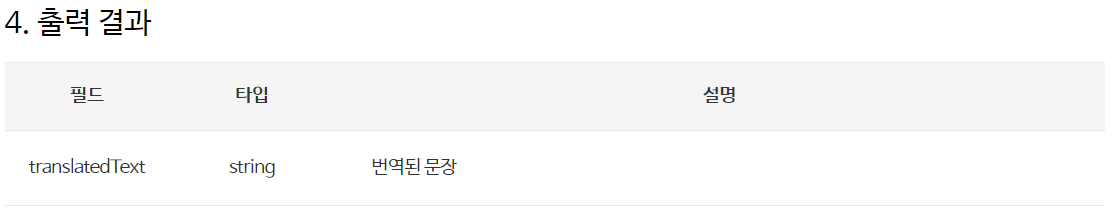 4. 출력 결과
필드 타입 설명
translatedText string 번역된 문장